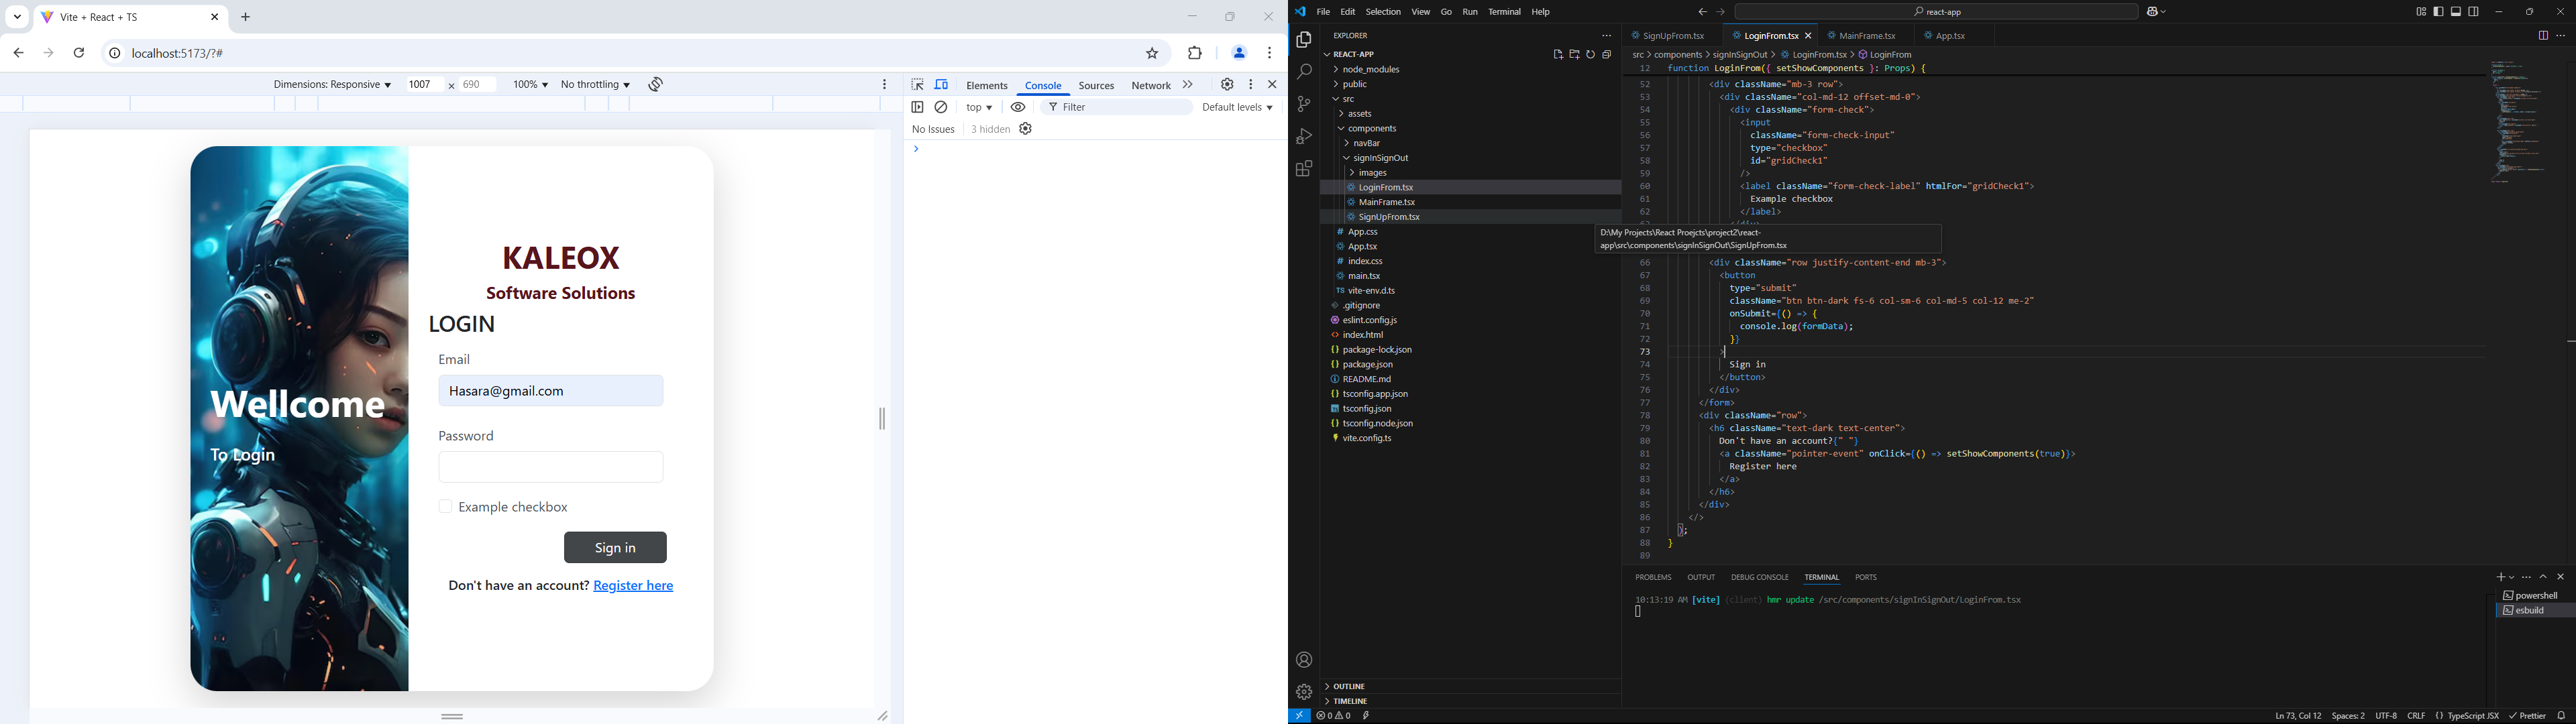 Vite + React + TS
localhost:5173/?#
Dimensions: Responsive
1007 × 690
100%
No throttling
KALEOX
Software Solutions
LOGIN
Email
Hasara@gmail.com
Password
Example checkbox
Sign in
Don't have an account? Register here
Wellcome
To Login
Elements Console Sources Network
top
Filter
Default levels
No Issues
3 hidden
File Edit Selection View Go Run Terminal Help
react-app
EXPLORER
REACT-APP
node_modules
public
src
assets
components
navBar
signInSignOut
images
LoginFrom.tsx
MainFrame.tsx
SignUpFrom.tsx
# App.css
App.tsx
# index.css
main.tsx
TS vite-env.d.ts
.gitignore
eslint.config.js
<> index.html
{} package-lock.json
{} package.json
README.md
{} tsconfig.app.json
tsconfig.json
{} tsconfig.node.json
vite.config.ts
OUTLINE
TIMELINE
SignUpFrom.tsx
LoginFrom.tsx
MainFrame.tsx
App.tsx
src > components > signInSignOut > LoginFrom.tsx > LoginFrom
12 function LoginFrom({ setShowComponents }: Props) {
52 <div className="mb-3 row">
53 <div className="col-md-12 offset-md-0">
54 <div className="form-check">
55 <input
56 className="form-check-input"
57 type="checkbox"
58 id="gridCheck1"
59 />
60 <label className="form-check-label" htmlFor="gridCheck1">
61 Example checkbox
62 </label>
D:\My Projects\React Proejcts\project2\react-
app\src\components\signInSignOut\SignUpFrom.tsx
66 <div className="row justify-content-end mb-3">
67 <button
68 type="submit"
69 className="btn btn-dark fs-6 col-sm-6 col-md-5 col-12 me-2"
70 onSubmit={() => {
71 console.log(formData);
72 }}
73 >
74 Sign in
75 </button>
76 </div>
77 </form>
78 <div className="row">
79 <h6 className="text-dark text-center">
80 Don't have an account?{" "}
81 <a className="pointer-event" onClick={() => setShowComponents(true)}>
82 Register here
83 </a>
84 </h6>
85 </div>
86 </>
87 );
88 }
89
PROBLEMS OUTPUT DEBUG CONSOLE TERMINAL PORTS
10:13:19 AM [vite] (client) hmr update /src/components/signInSignOut/LoginFrom.tsx
powershell
esbuild
0 0
Ln 73, Col 12 Spaces: 2 UTF-8 CRLF {} TypeScript JSX Prettier